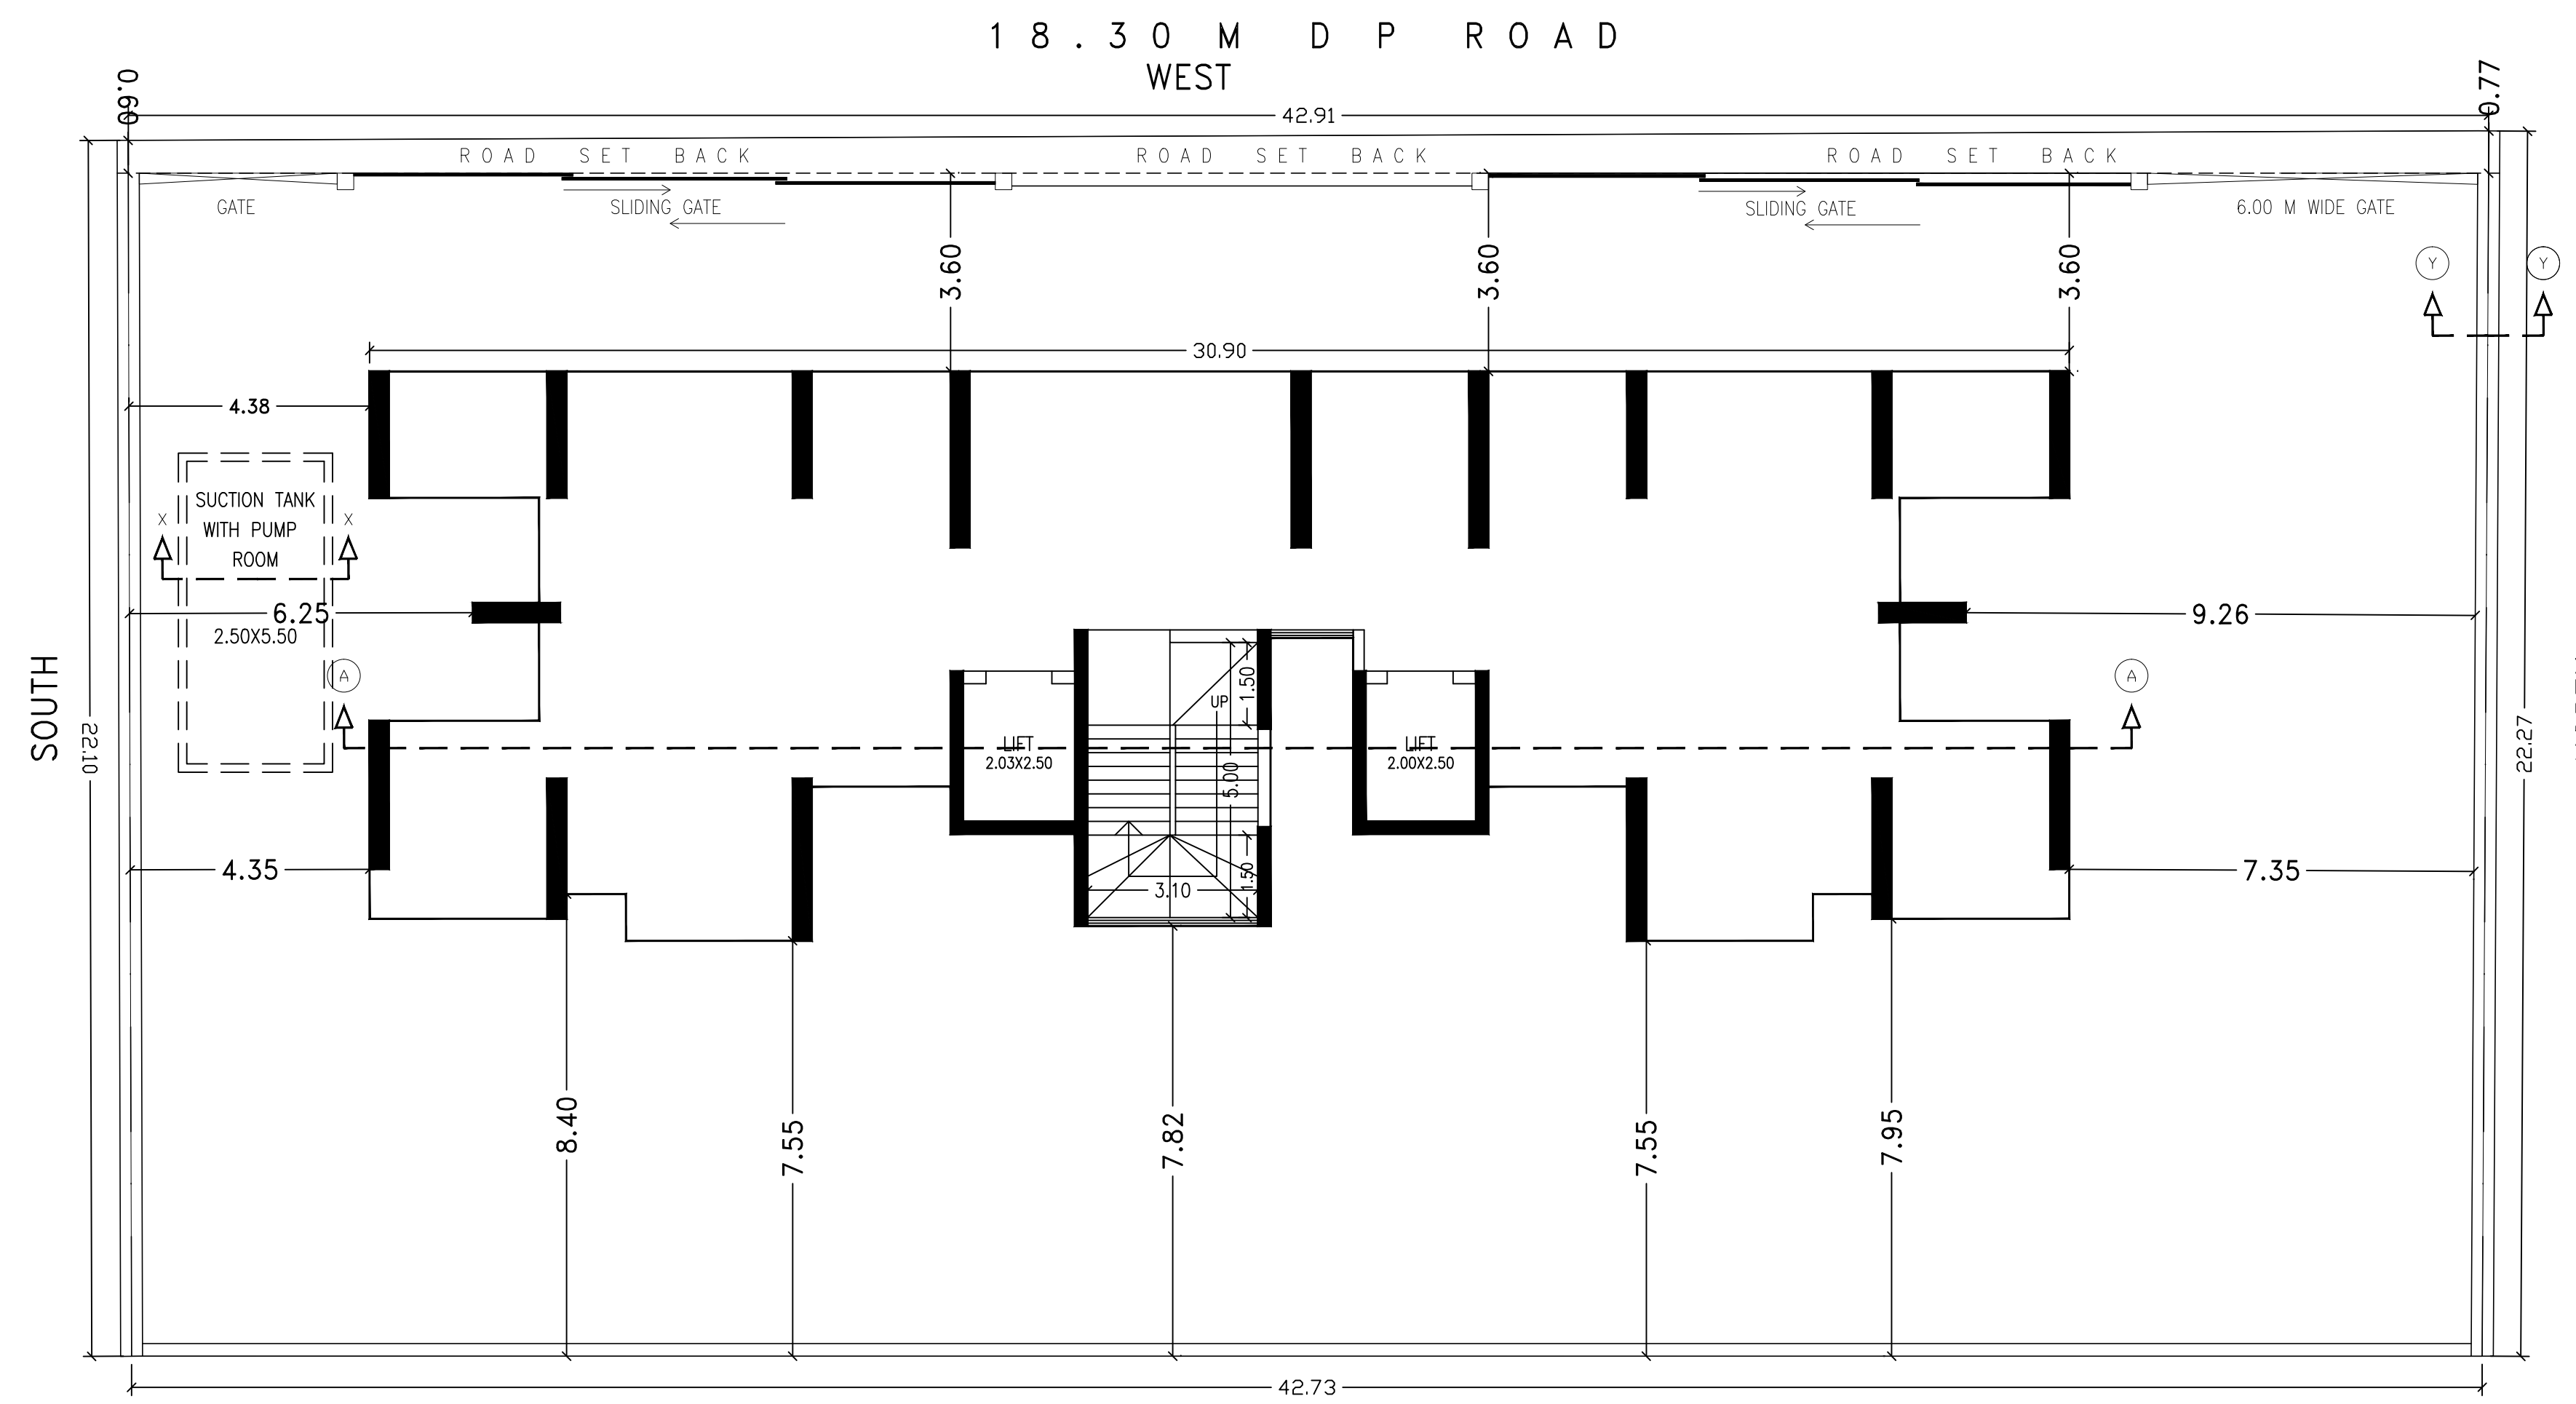 18.30 M DP ROAD
WEST
0.60
0.77
42.91
ROAD SET BACK
ROAD SET BACK
ROAD SET BACK
GATE
SLIDING GATE
SLIDING GATE
6.00 M WIDE GATE
3.60
3.60
3.60
Y
Y
30.90
4.38
SUCTION TANK
WITH PUMP
ROOM
X
X
6.25
2.50X5.50
9.26
SOUTH
22.10
22.27
A
A
1.50
UP
LIFT
2.03X2.50
5.00
LIFT
2.00X2.50
4.35
3.10
1.50
7.35
8.40
7.55
7.82
7.55
7.95
42.73